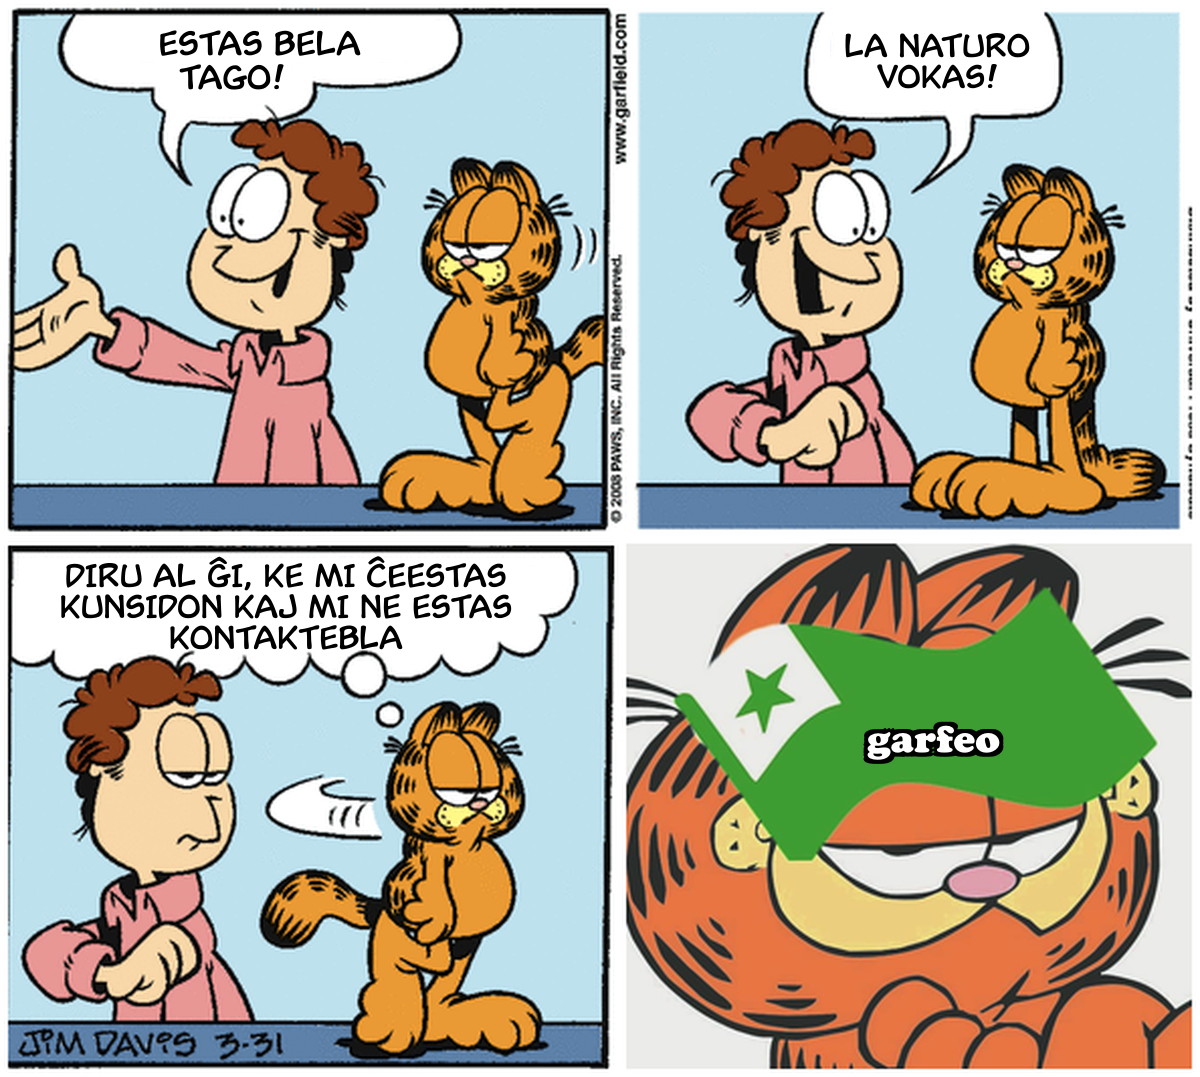 ESTAS BELA
TAGO!
www.garfield.com
© 2008 PAWS, INC. All Rights Reserved.
LA NATURO
VOKAS!
DIRU AL ĜI, KE MI ĈEESTAS
KUNSIDON KAJ MI NE ESTAS
KONTAKTEBLA
JIM DAVIS 3-31
garfeo